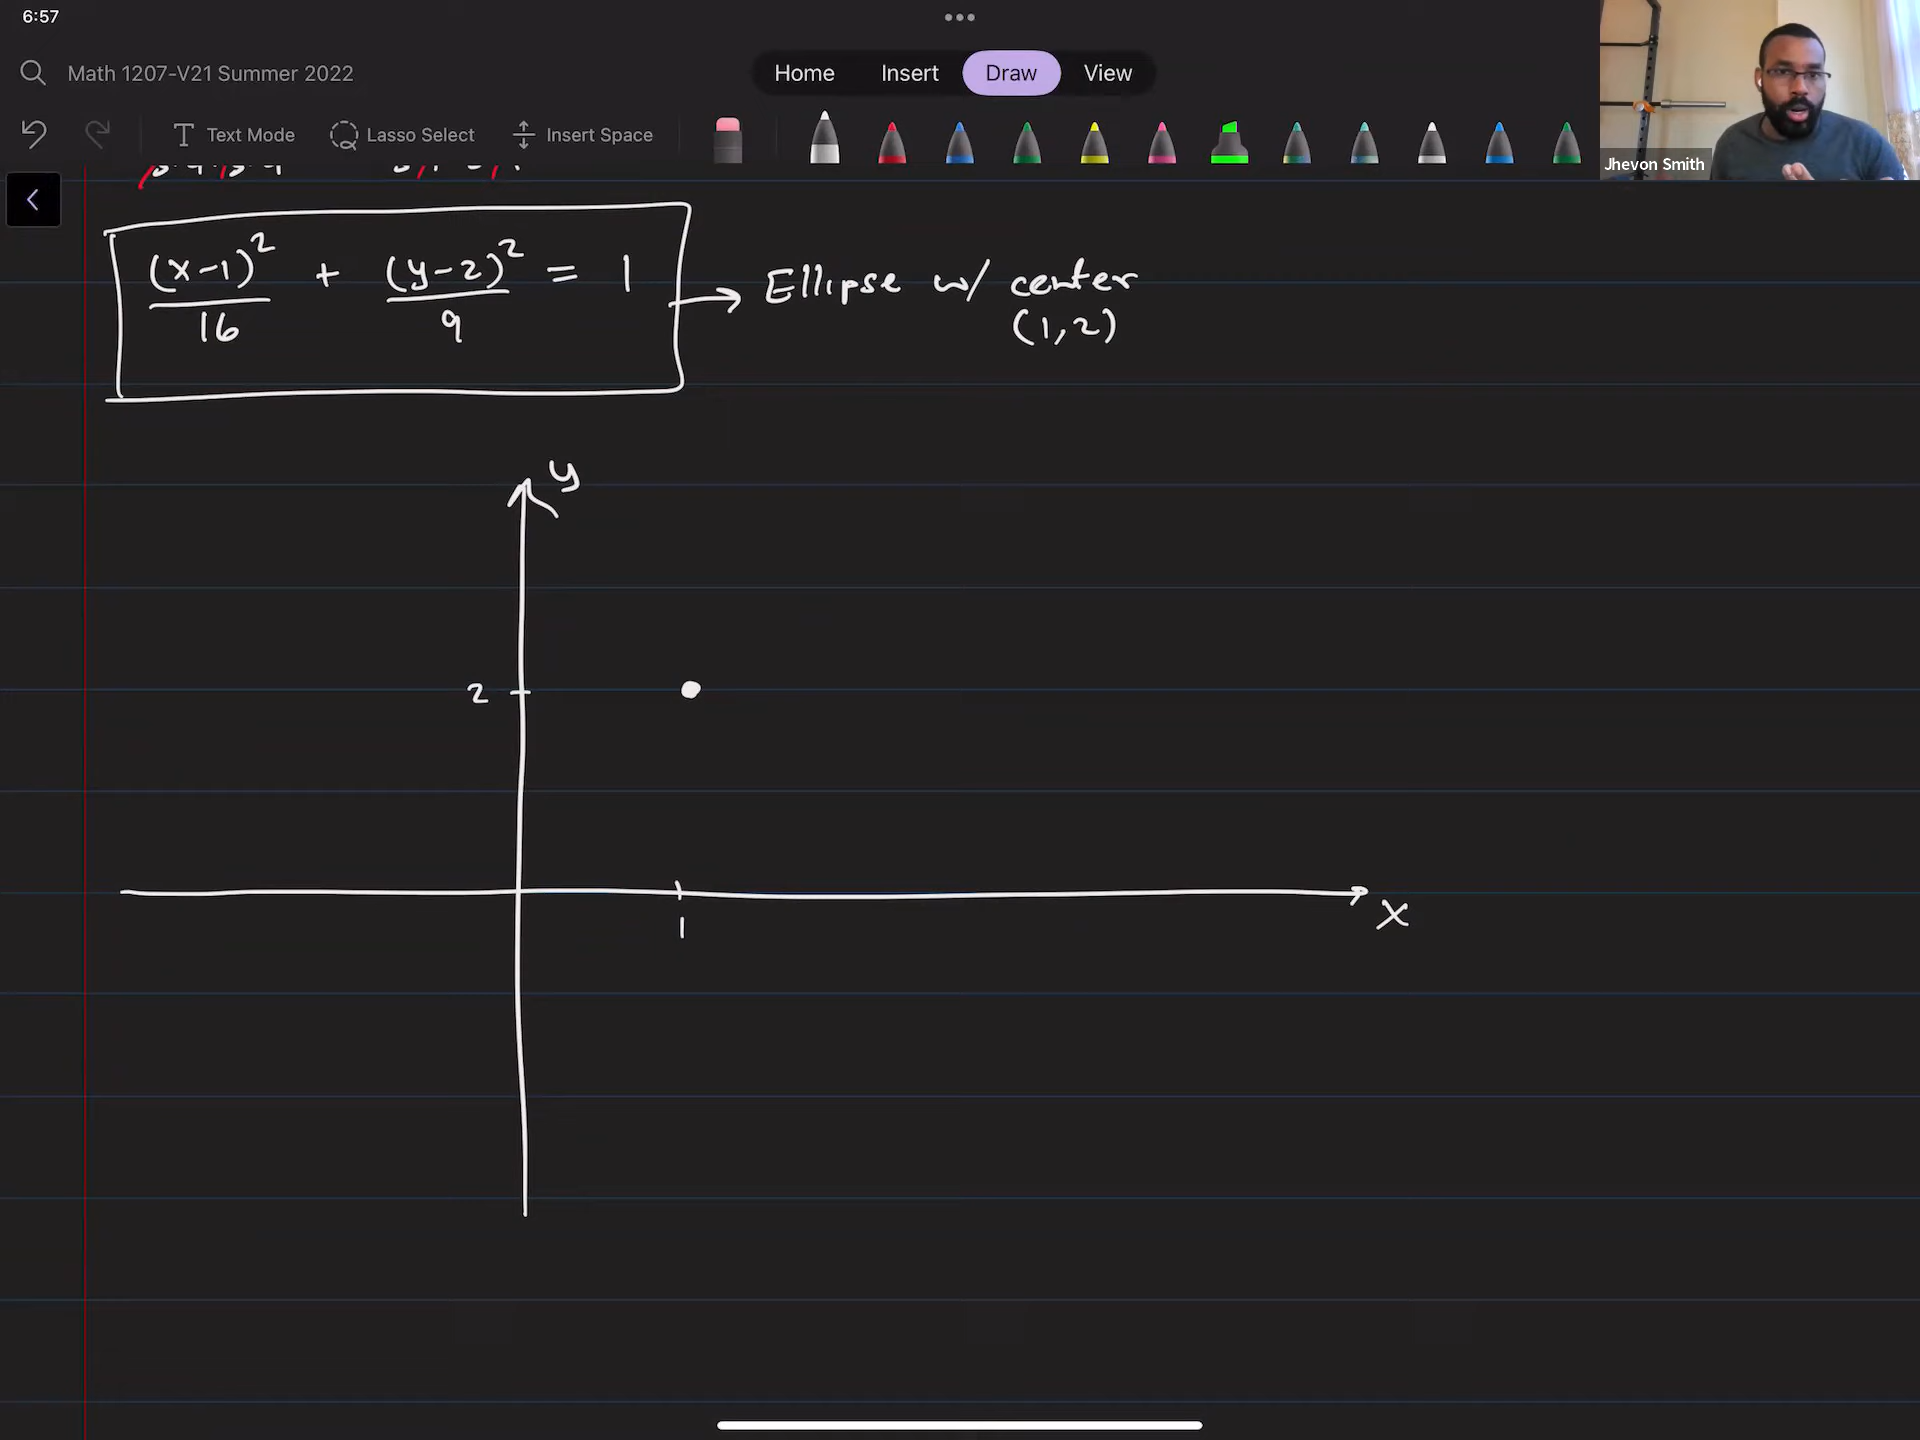 6:57
Math 1207-V21 Summer 2022
Home Insert Draw View
Text Mode Lasso Select Insert Space
Jhevon Smith
(x-1)² / 16 + (y-2)² / 9 = 1 → Ellipse w/ center
(1,2)
y
2
1
x